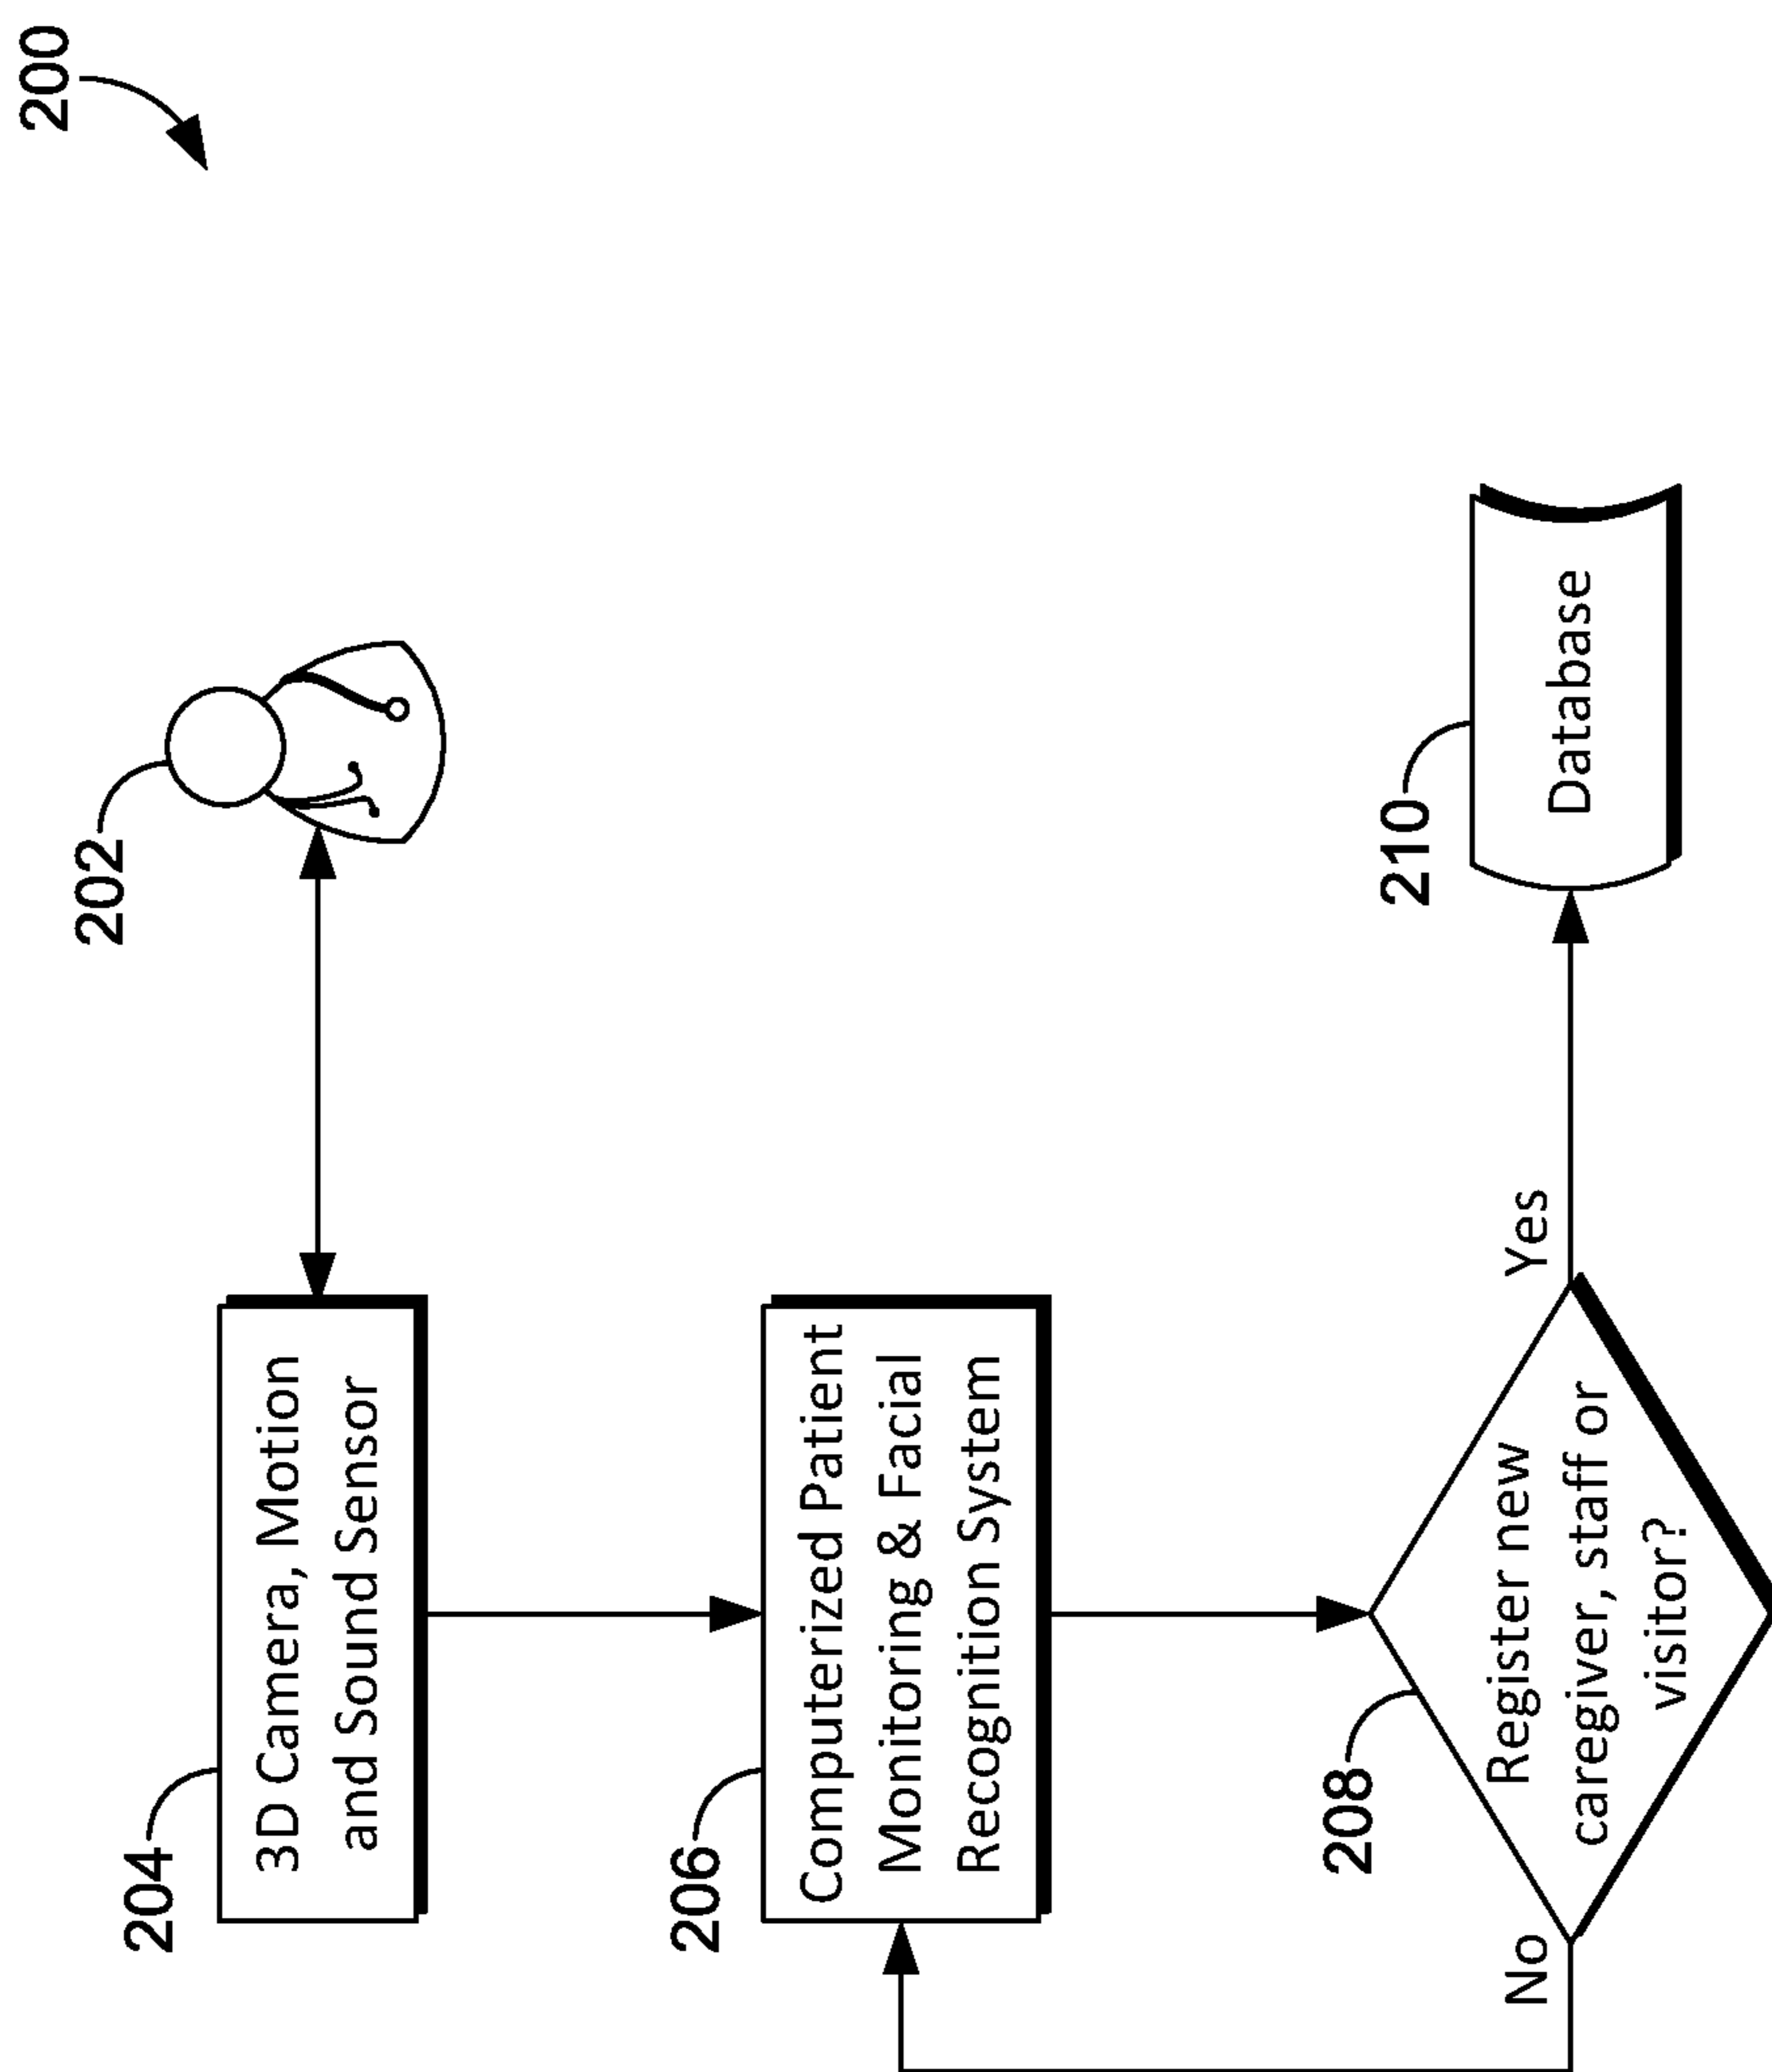 200
202
204
3D Camera, Motion
and Sound Sensor
206
Computerized Patient
Monitoring & Facial
Recognition System
208
Register new
caregiver, staff or
visitor?
No
Yes
210
Database